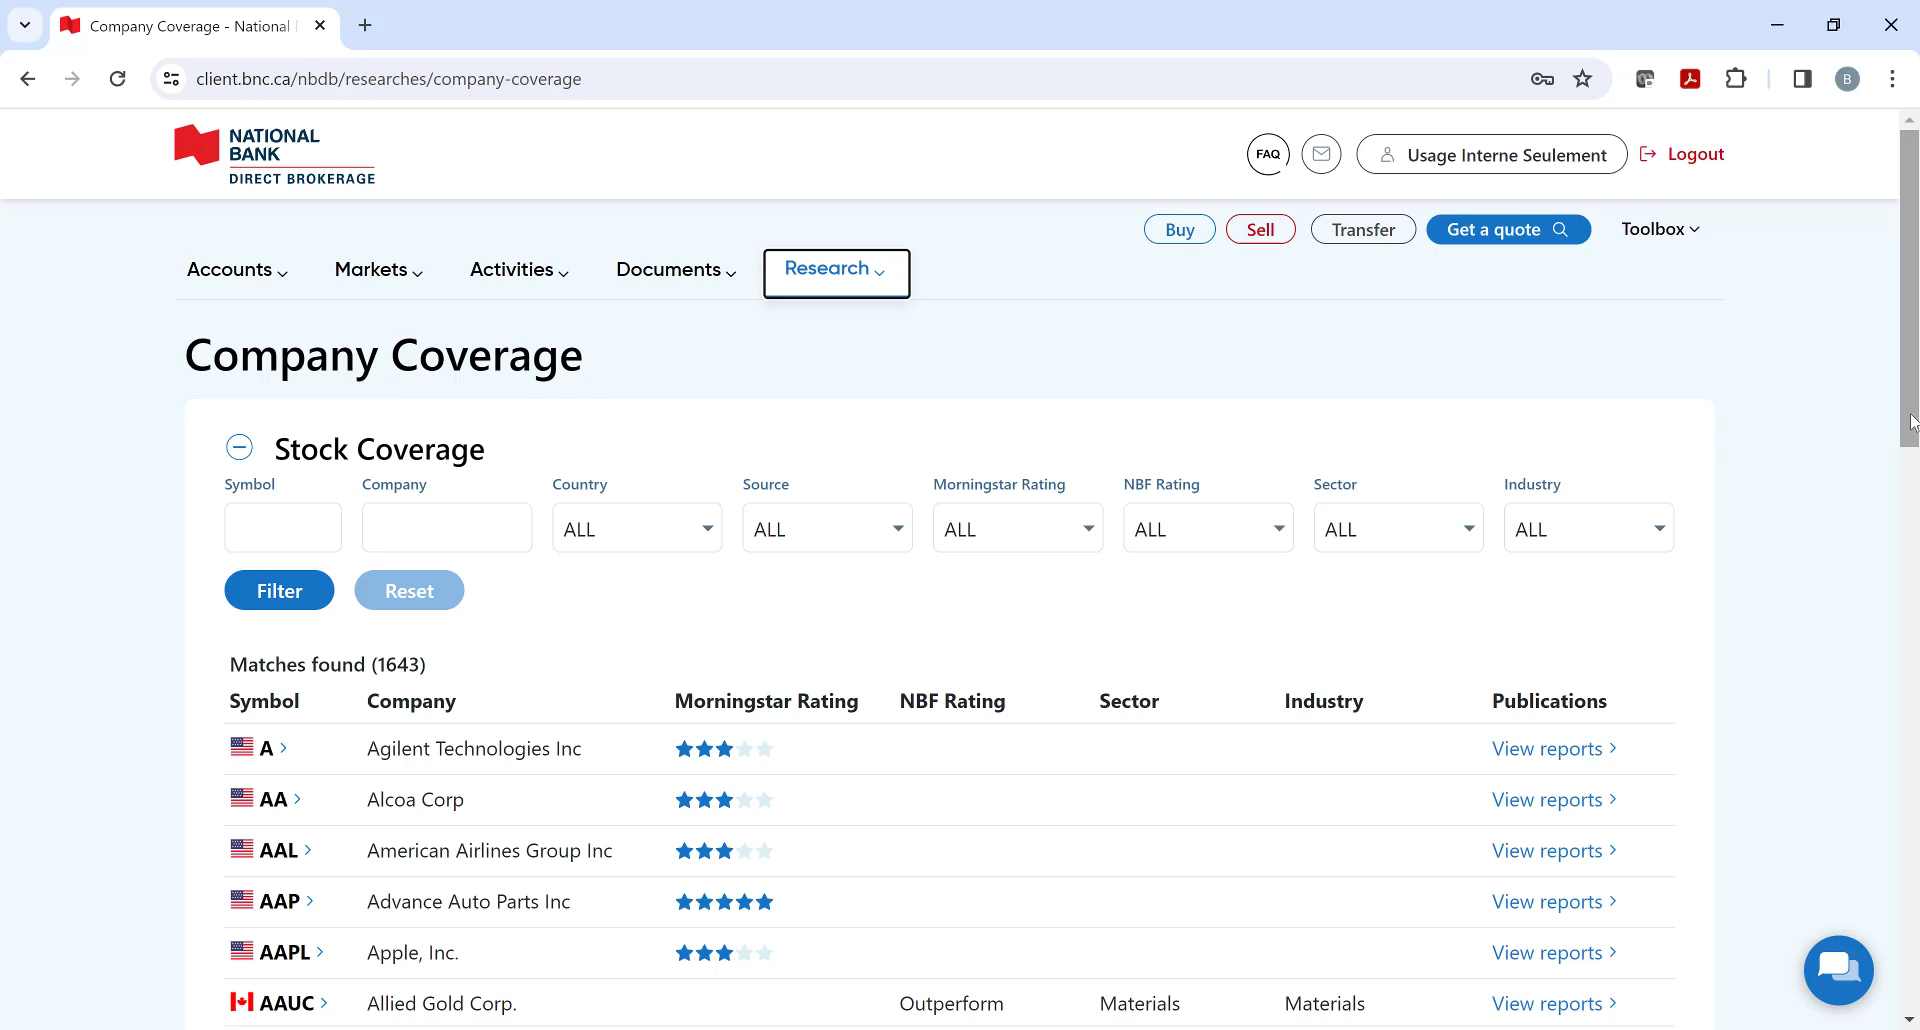 Company Coverage - National
client.bnc.ca/nbdb/researches/company-coverage
B
NATIONAL
BANK
DIRECT BROKERAGE
FAQ
Usage Interne Seulement
Logout
Buy
Sell
Transfer
Get a quote
Toolbox
Accounts
Markets
Activities
Documents
Research
Company Coverage
Stock Coverage
Symbol Company Country Source Morningstar Rating NBF Rating Sector Industry
ALL ALL ALL ALL ALL ALL
Filter Reset
Matches found (1643)
Symbol Company Morningstar Rating NBF Rating Sector Industry Publications
A Agilent Technologies Inc View reports
AA Alcoa Corp View reports
AAL American Airlines Group Inc View reports
AAP Advance Auto Parts Inc View reports
AAPL Apple, Inc. View reports
AAUC Allied Gold Corp. Outperform Materials Materials View reports